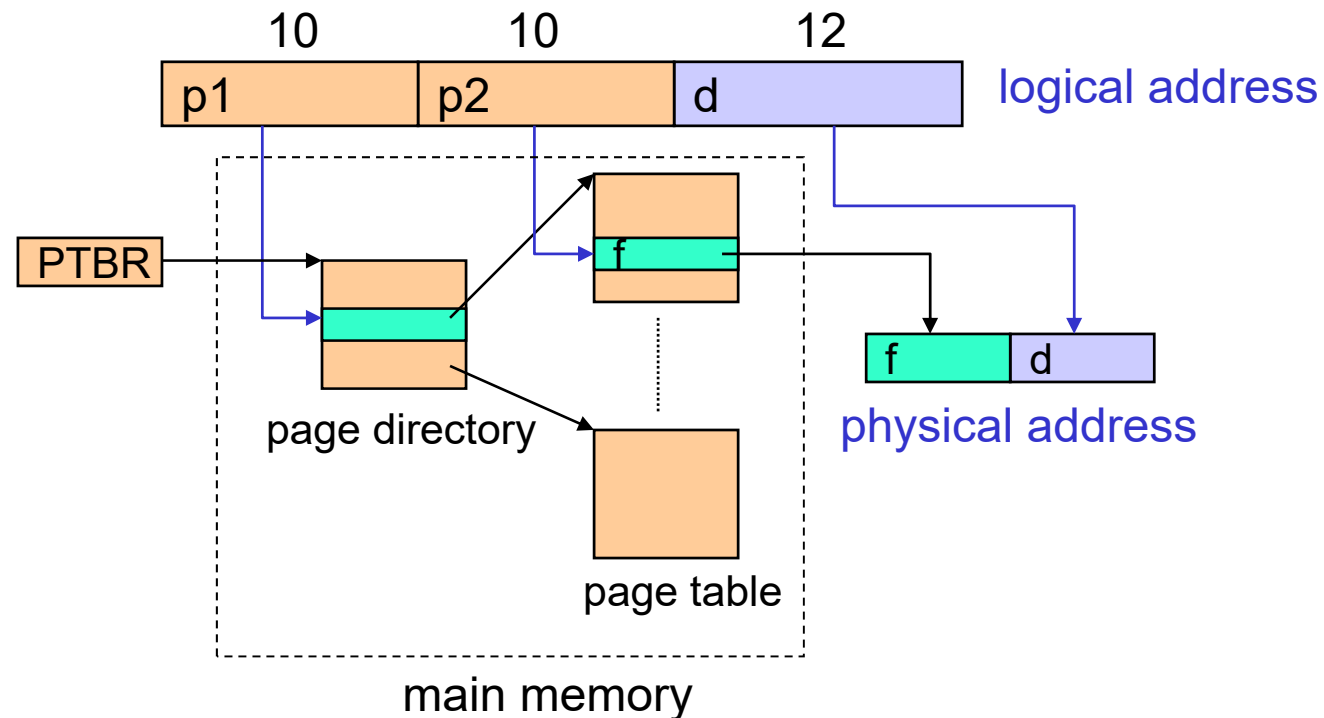 10 10 12
p1 p2 d logical address
f
PTBR
f d
page directory physical address
page table
main memory